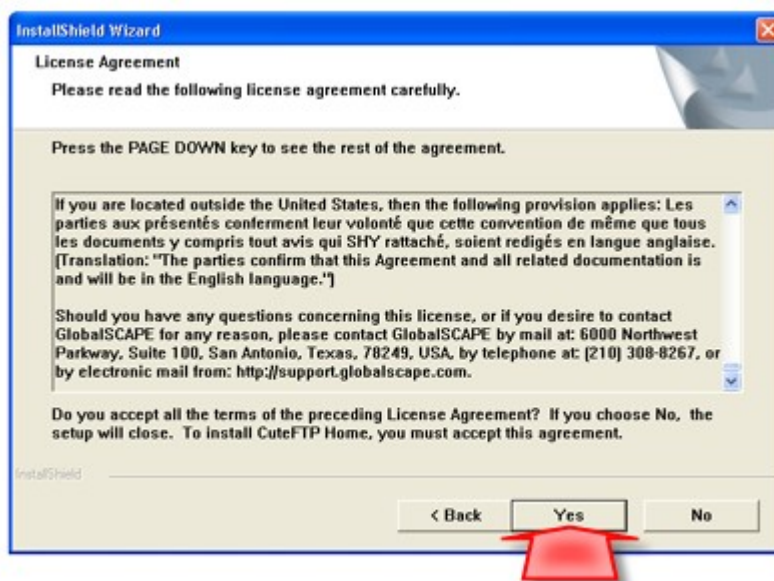 InstallShield Wizard
License Agreement
Please read the following license agreement carefully.
Press the PAGE DOWN key to see the rest of the agreement.
If you are located outside the United States, then the following provision applies: Les
parties aux présentés conferment leur volonté que cette convention de même que tous
les documents y compris tout avis qui SHY rattaché, soient redigés en langue anglaise.
(Translation: "The parties confirm that this Agreement and all related documentation is
and will be in the English language.")
Should you have any questions concerning this license, or if you desire to contact
GlobalSCAPE for any reason, please contact GlobalSCAPE by mail at: 6000 Northwest
Parkway, Suite 100, San Antonio, Texas, 78249, USA, by telephone at: (210) 308-8267, or
by electronic mail from: http://support.globalscape.com.
Do you accept all the terms of the preceding License Agreement?  If you choose No,  the
setup will close.  To install CuteFTP Home, you must accept this agreement.
InstallShield
< Back
Yes
No